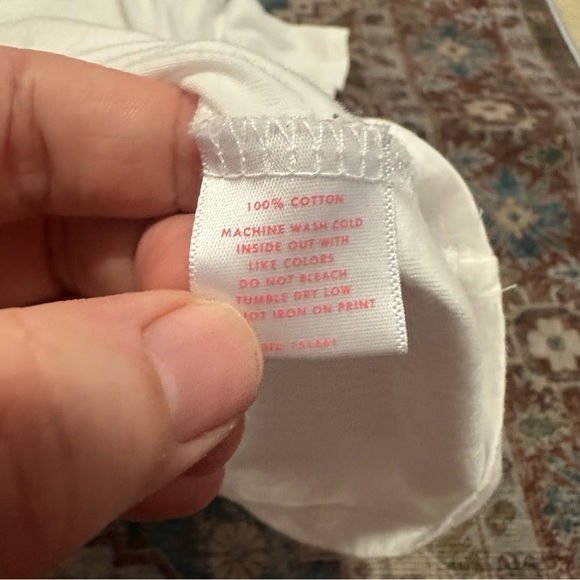 100% COTTON
MACHINE WASH COLD
INSIDE OUT WITH
LIKE COLORS
DO NOT BLEACH
TUMBLE DRY LOW
IRON ON PRINT